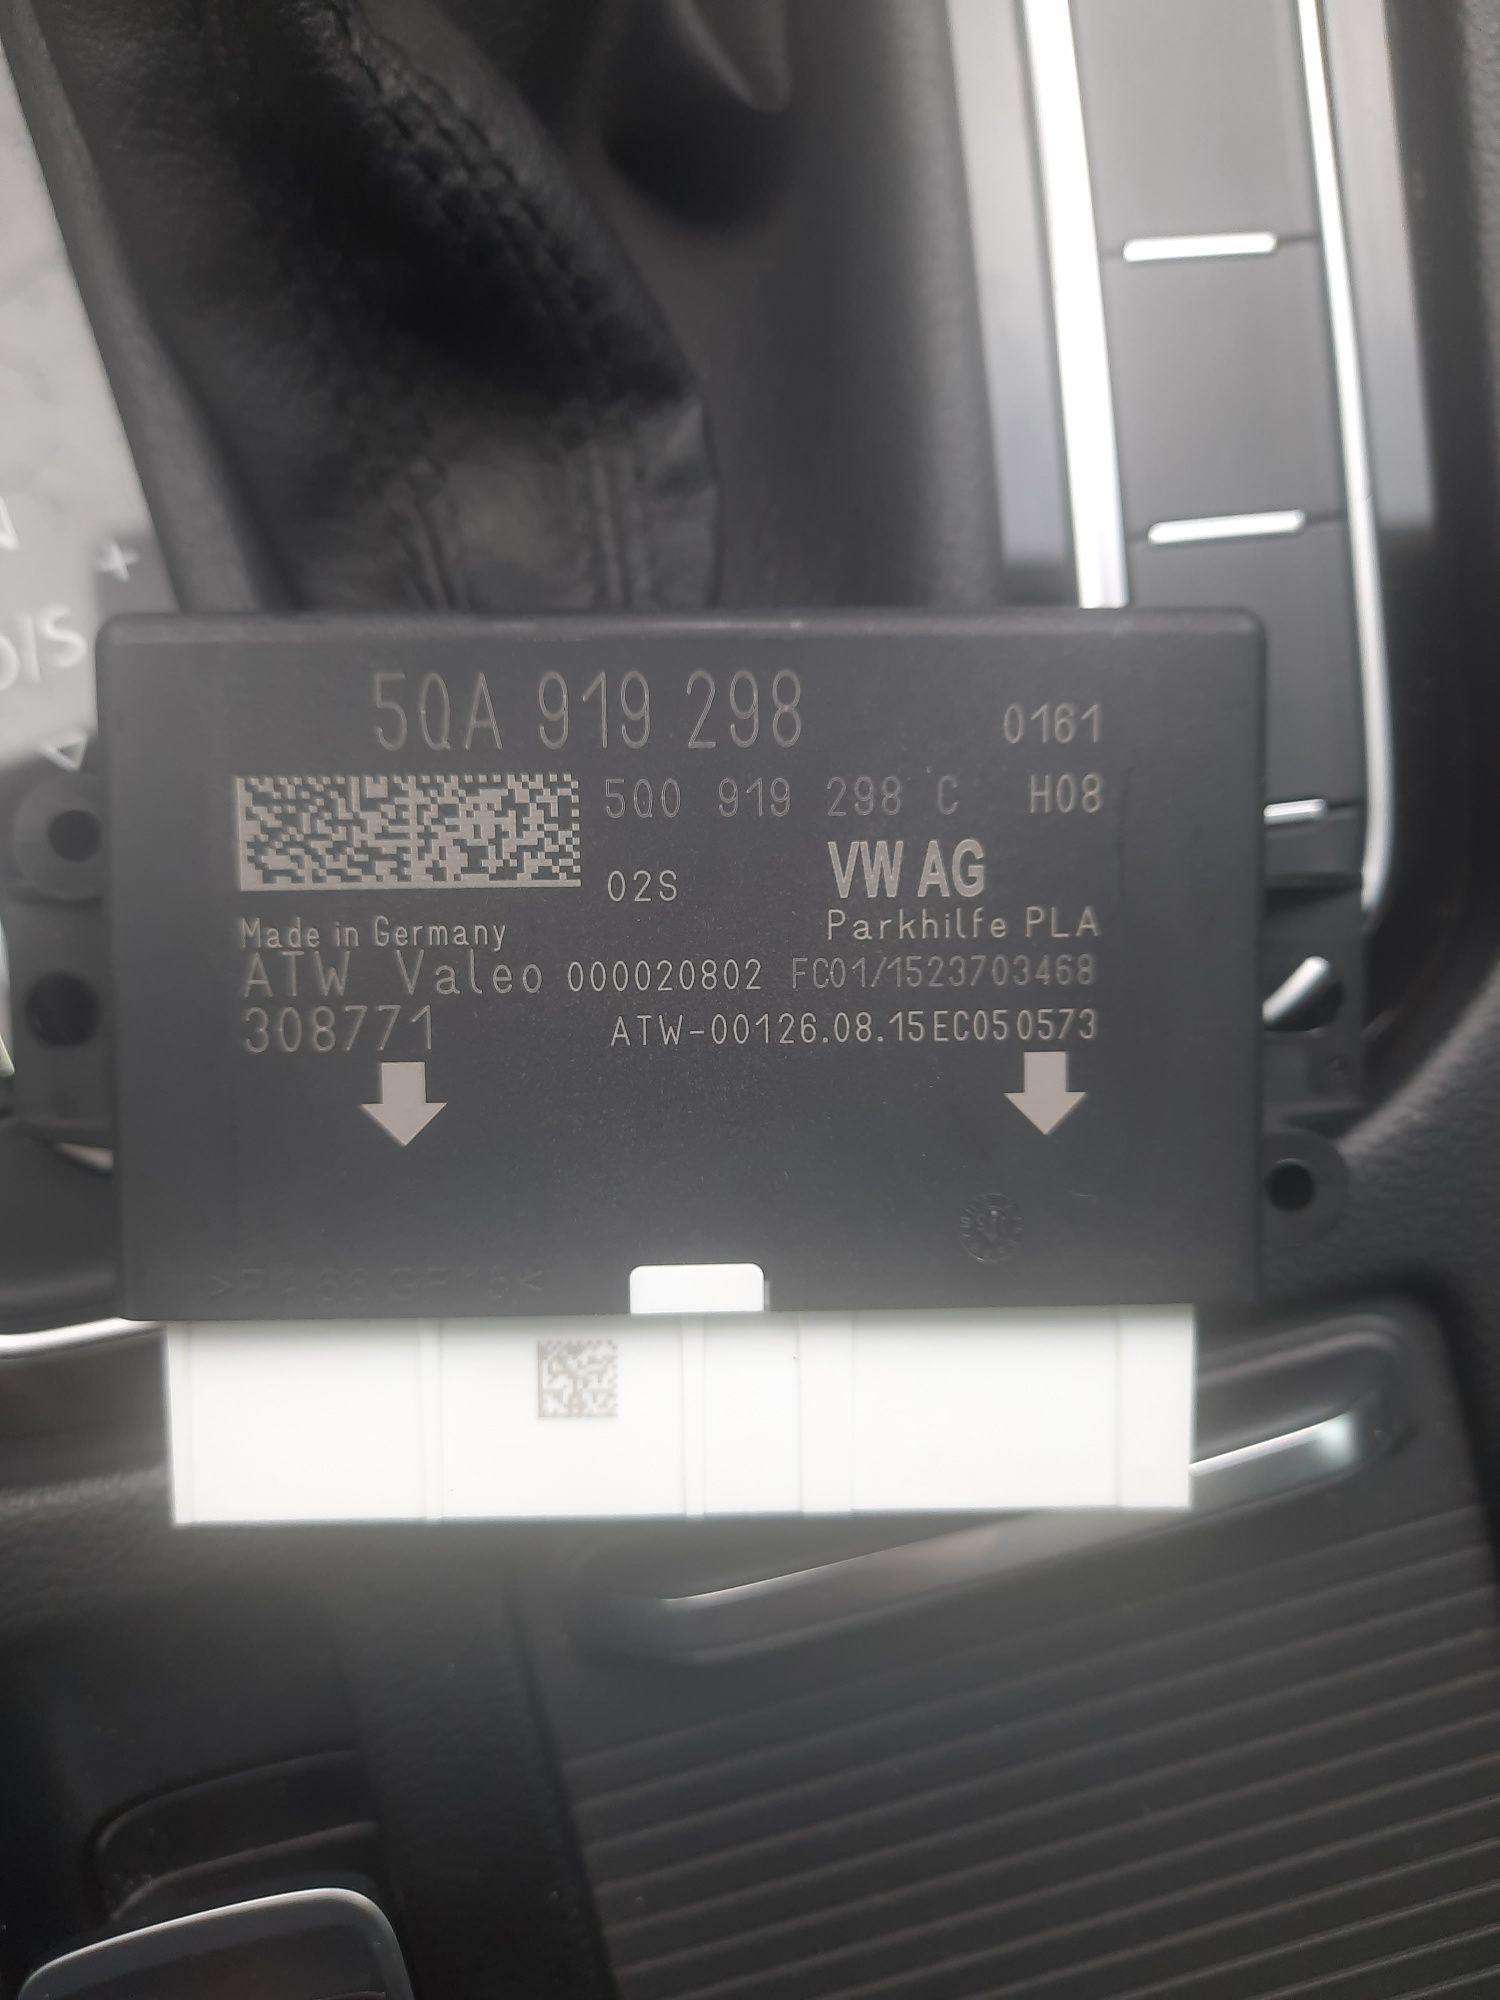 5QA 919 298 0161
5Q0 919 298 C H08
02S VW AG
Made in Germany Parkhilfe PLA
ATW Valeo 000020802 FC01/1523703468
308771 ATW-00126.08.15EC050573